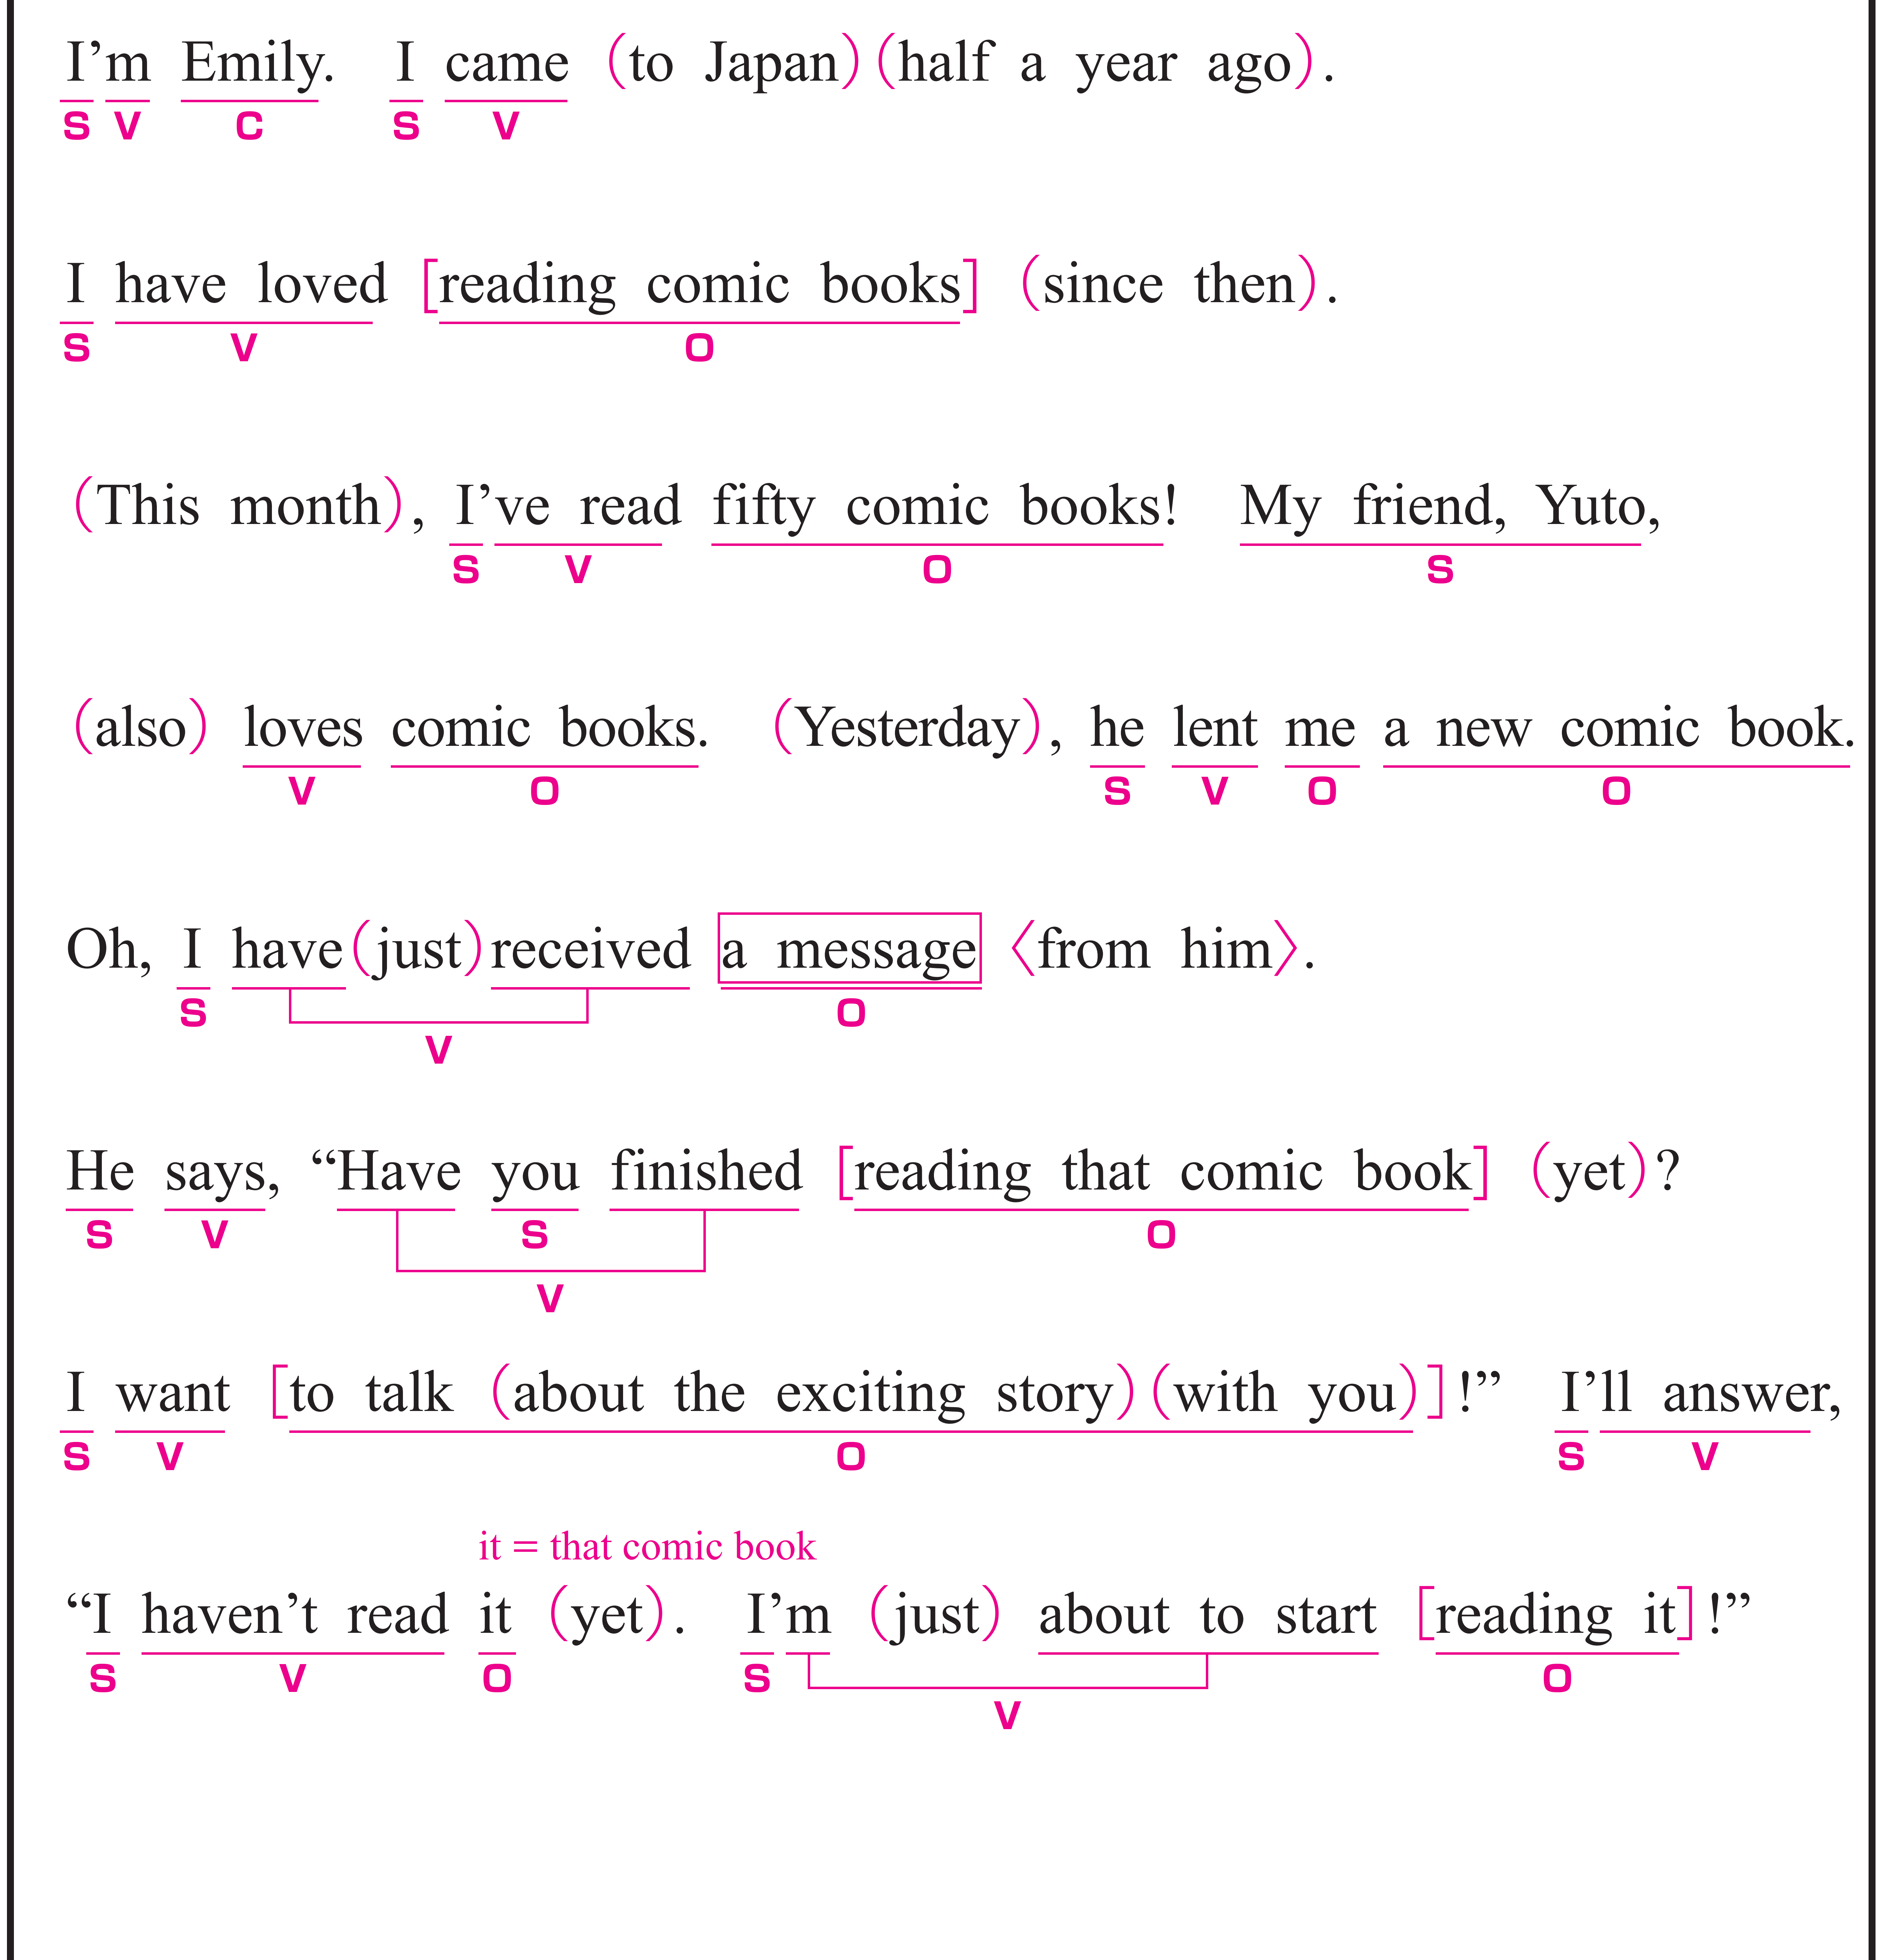 I’m Emily. I came (to Japan)(half a year ago).
S V C S V
I have loved [reading comic books] (since then).
S V O
(This month), I’ve read fifty comic books! My friend, Yuto,
S V O S
(also) loves comic books. (Yesterday), he lent me a new comic book.
V O S V O O
Oh, I have(just)received a message 〈from him〉.
S O
V
He says, “Have you finished [reading that comic book] (yet)?
S V S O
V
I want [to talk (about the exciting story)(with you)]!” I’ll answer,
S V O S V
it = that comic book
“I haven’t read it (yet). I’m (just) about to start [reading it]!”
S V O S O
V